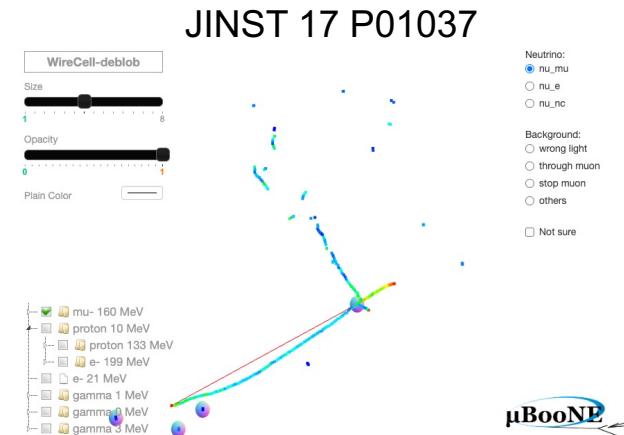 JINST 17 P01037
WireCell-deblob
Size
1 8
Opacity
0 1
Plain Color
Neutrino:
nu_mu
nu_e
nu_nc
Background:
wrong light
through muon
stop muon
others
Not sure
mu- 160 MeV
proton 10 MeV
proton 133 MeV
e- 199 MeV
e- 21 MeV
gamma 1 MeV
gamma 9 MeV
gamma 3 MeV
µBooNE